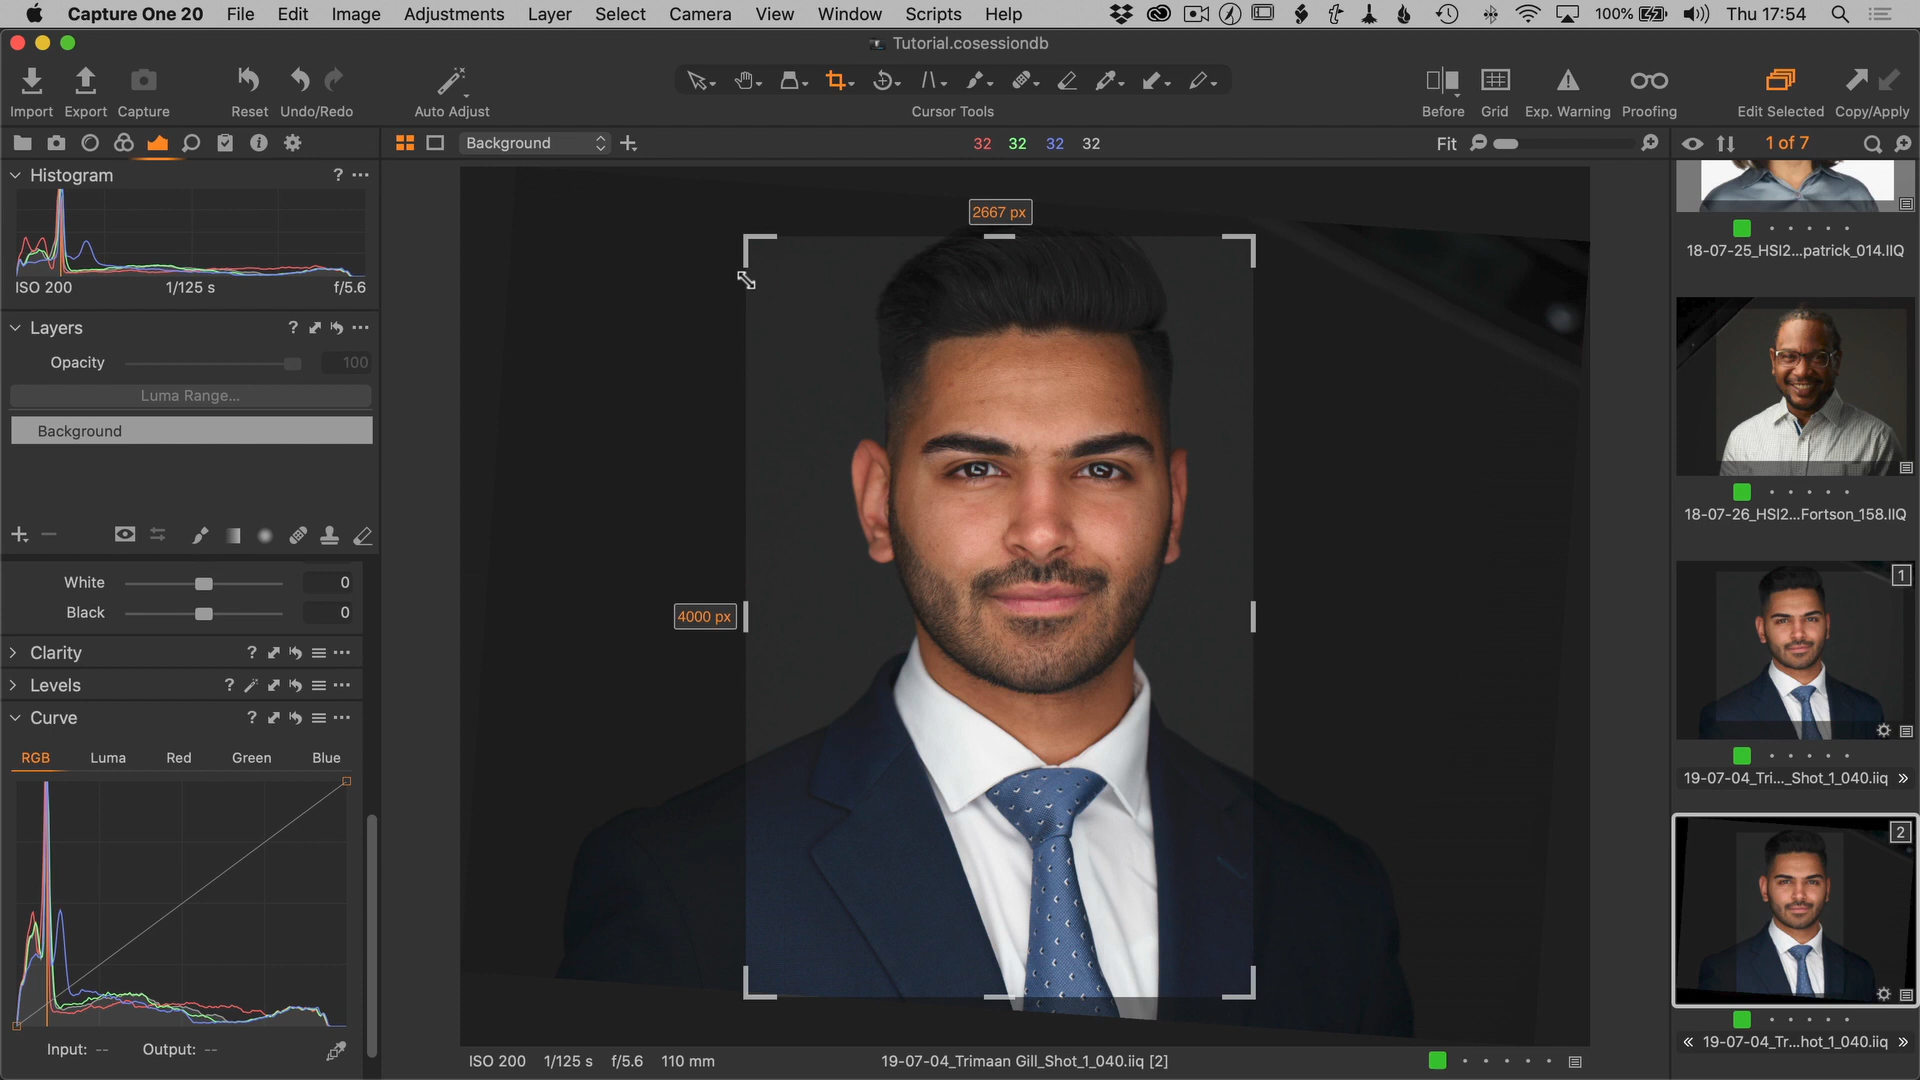 Capture One 20 File Edit Image Adjustments Layer Select Camera View Window Scripts Help 100% Thu 17:54
Tutorial.cosessiondb
Import Export Capture Reset Undo/Redo Auto Adjust Cursor Tools Before Grid Exp. Warning Proofing Edit Selected Copy/Apply
Background 32 32 32 32 Fit 1 of 7
Histogram ? ...
ISO 200 1/125 s f/5.6
Layers ? ...
Opacity 100
Luma Range...
Background
White 0
Black 0
Clarity ? ...
Levels ? ...
Curve ? ...
RGB Luma Red Green Blue
Input: -- Output: --
2667 px
4000 px
ISO 200 1/125 s f/5.6 110 mm 19-07-04_Trimaan Gill_Shot_1_040.iiq [2]
18-07-25_HSI2...patrick_014.IIQ
18-07-26_HSI2...Fortson_158.IIQ
1
19-07-04_Tri..._Shot_1_040.iiq »
2
« 19-07-04_Tr...hot_1_040.iiq »